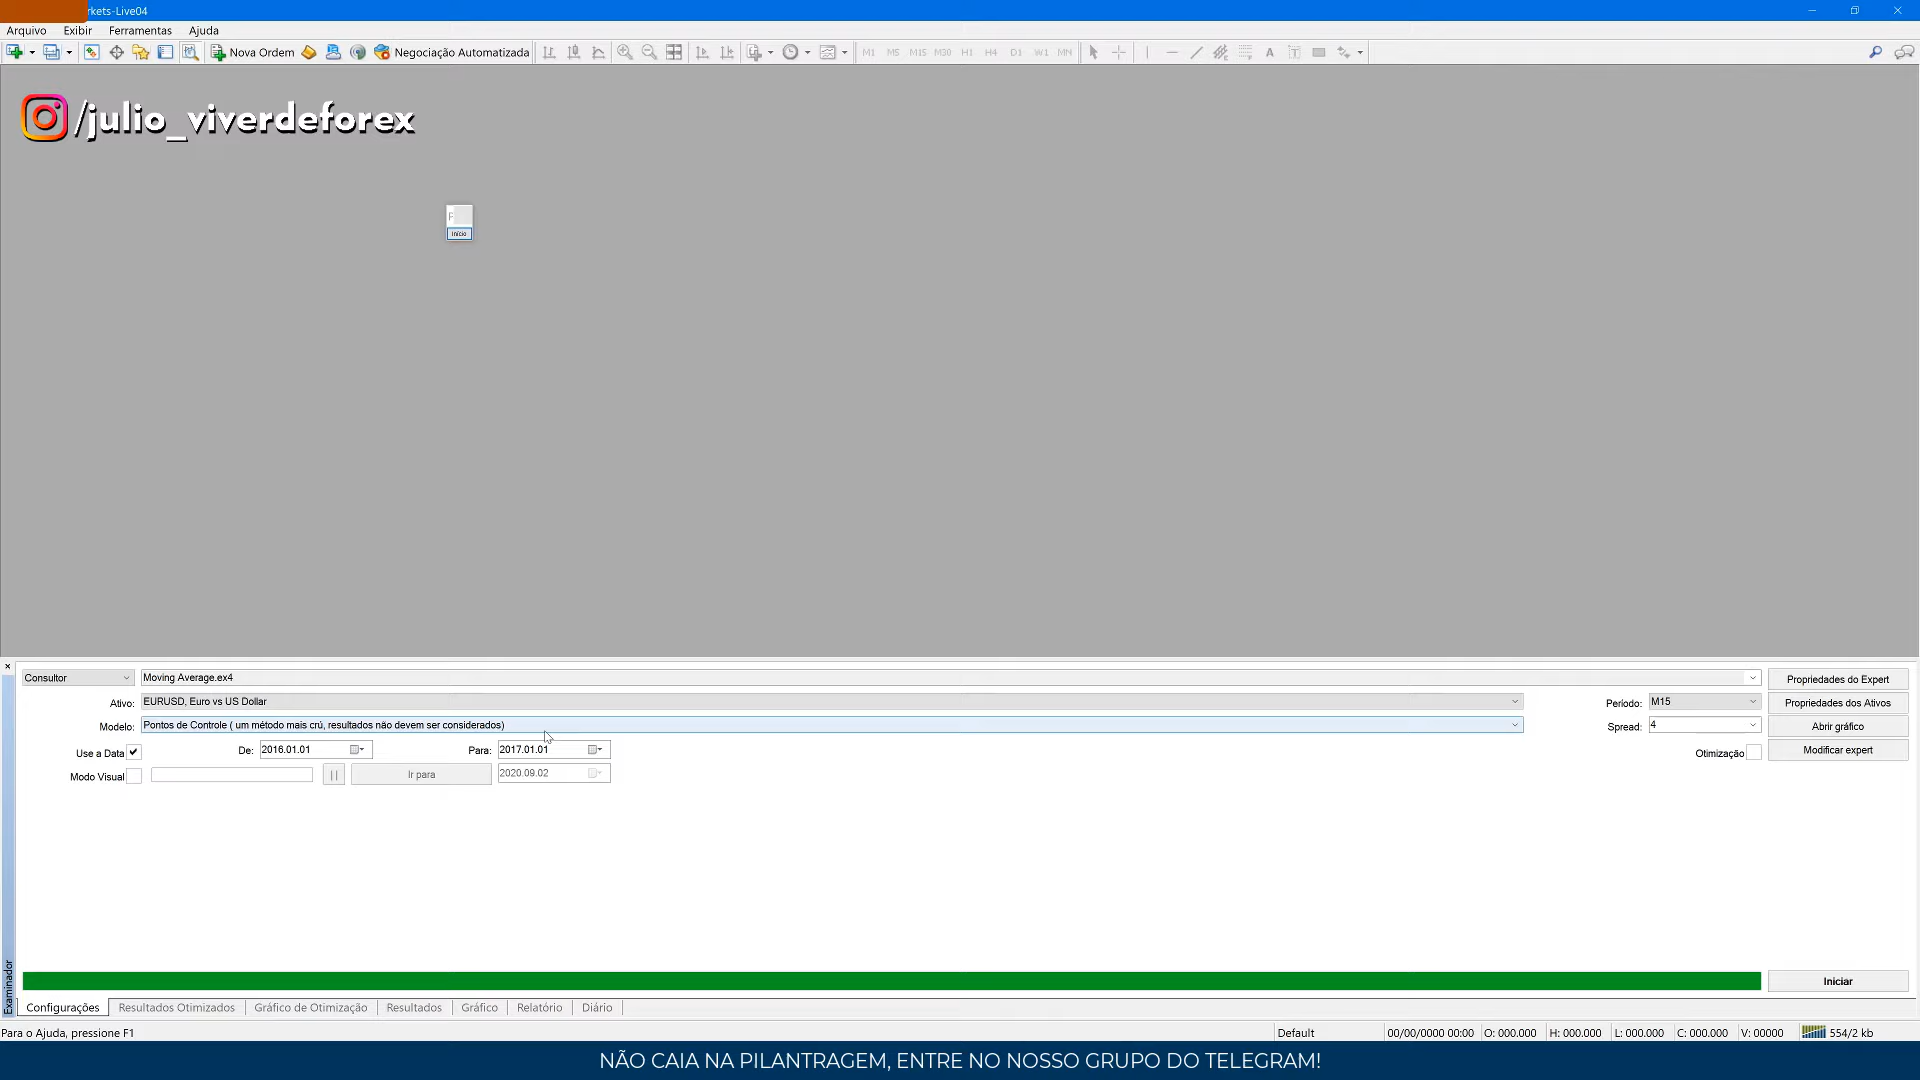 rkets-Live04
Arquivo Exibir Ferramentas Ajuda
Nova Ordem Negociação Automatizada M1 M5 M15 M30 H1 H4 D1 W1 MN A T
/julio_viverdeforex
F
Início
Consultor Moving Average.ex4 Propriedades do Expert
Ativo: EURUSD, Euro vs US Dollar Período: M15 Propriedades dos Ativos
Modelo: Pontos de Controle ( um método mais crú, resultados não devem ser considerados) Spread: 4 Abrir gráfico
Use a Data De: 2016.01.01 Para: 2017.01.01 Otimização Modificar expert
Modo Visual Ir para 2020.09.02
Iniciar
Examinador
Configurações Resultados Otimizados Gráfico de Otimização Resultados Gráfico Relatório Diário
Para o Ajuda, pressione F1 Default 00/00/0000 00:00 O: 000.000 H: 000.000 L: 000.000 C: 000.000 V: 00000 554/2 kb
NÃO CAIA NA PILANTRAGEM, ENTRE NO NOSSO GRUPO DO TELEGRAM!